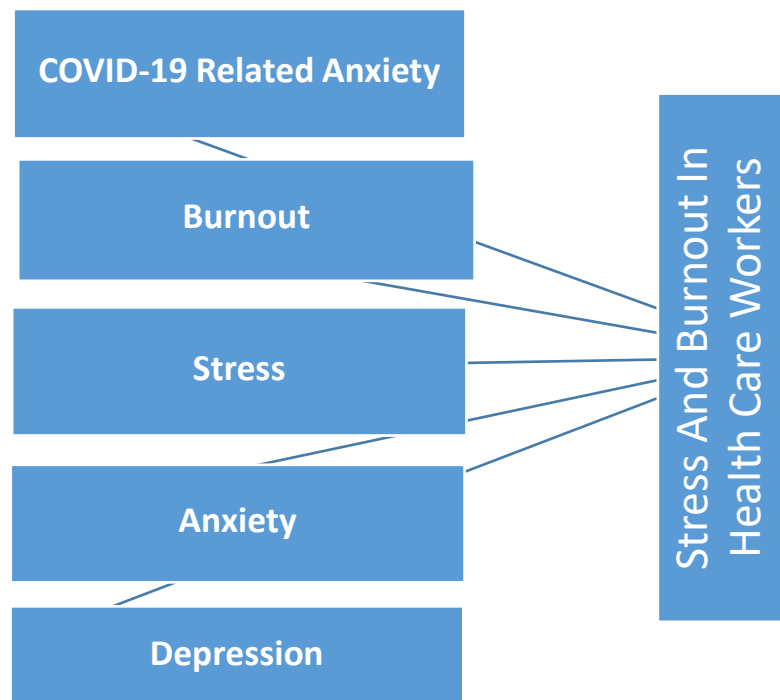 COVID-19 Related Anxiety
Burnout
Stress
Anxiety
Depression
Stress And Burnout In
Health Care Workers